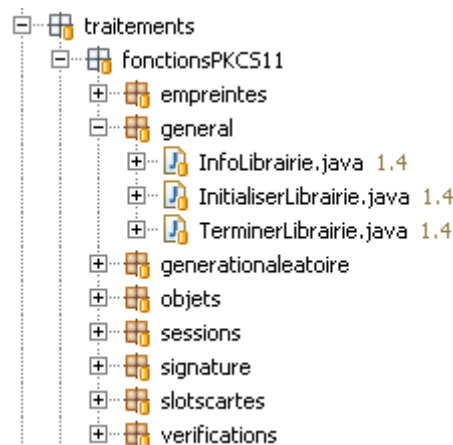 traitements
fonctionsPKCS11
empreintes
general
InfoLibrairie.java 1.4
InitialiserLibrairie.java 1.4
TerminerLibrairie.java 1.4
generationaleatoire
objets
sessions
signature
slotscartes
verifications